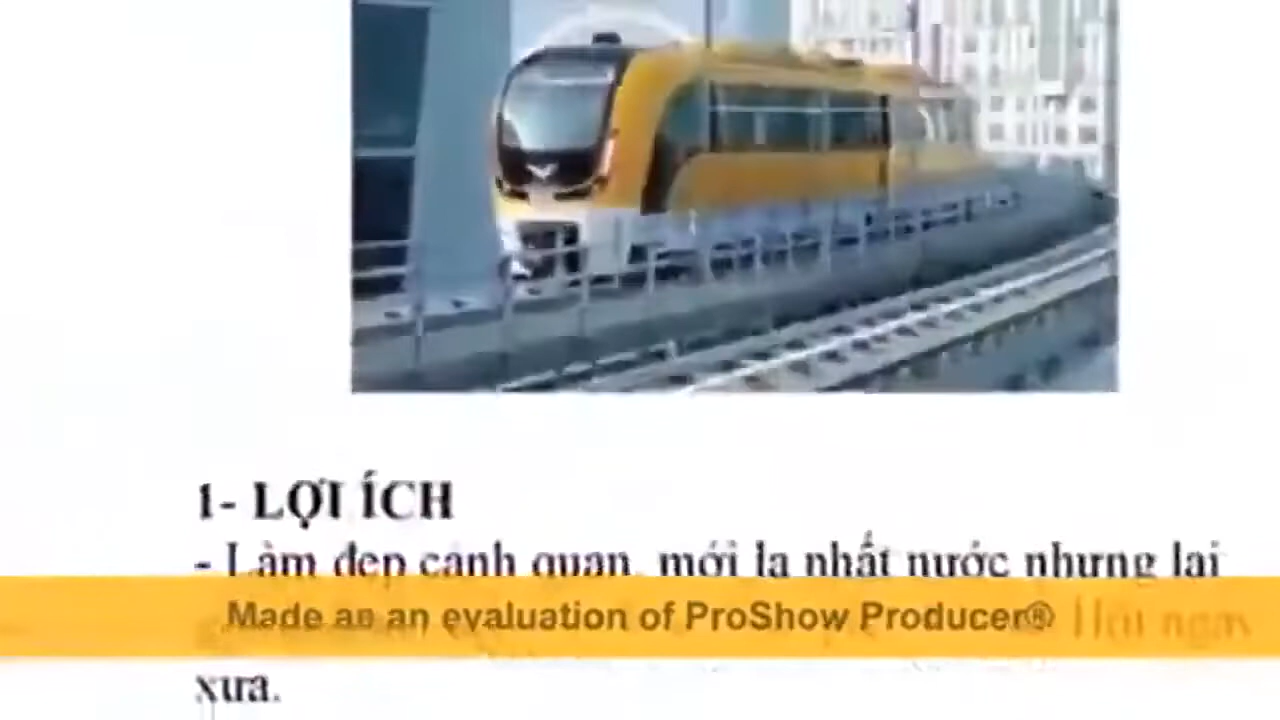 1- LỢI ÍCH
- Làm đẹp cảnh quan, mới lạ nhất nước nhưng lại
Made as an evaluation of ProShow Producer®
xưa.